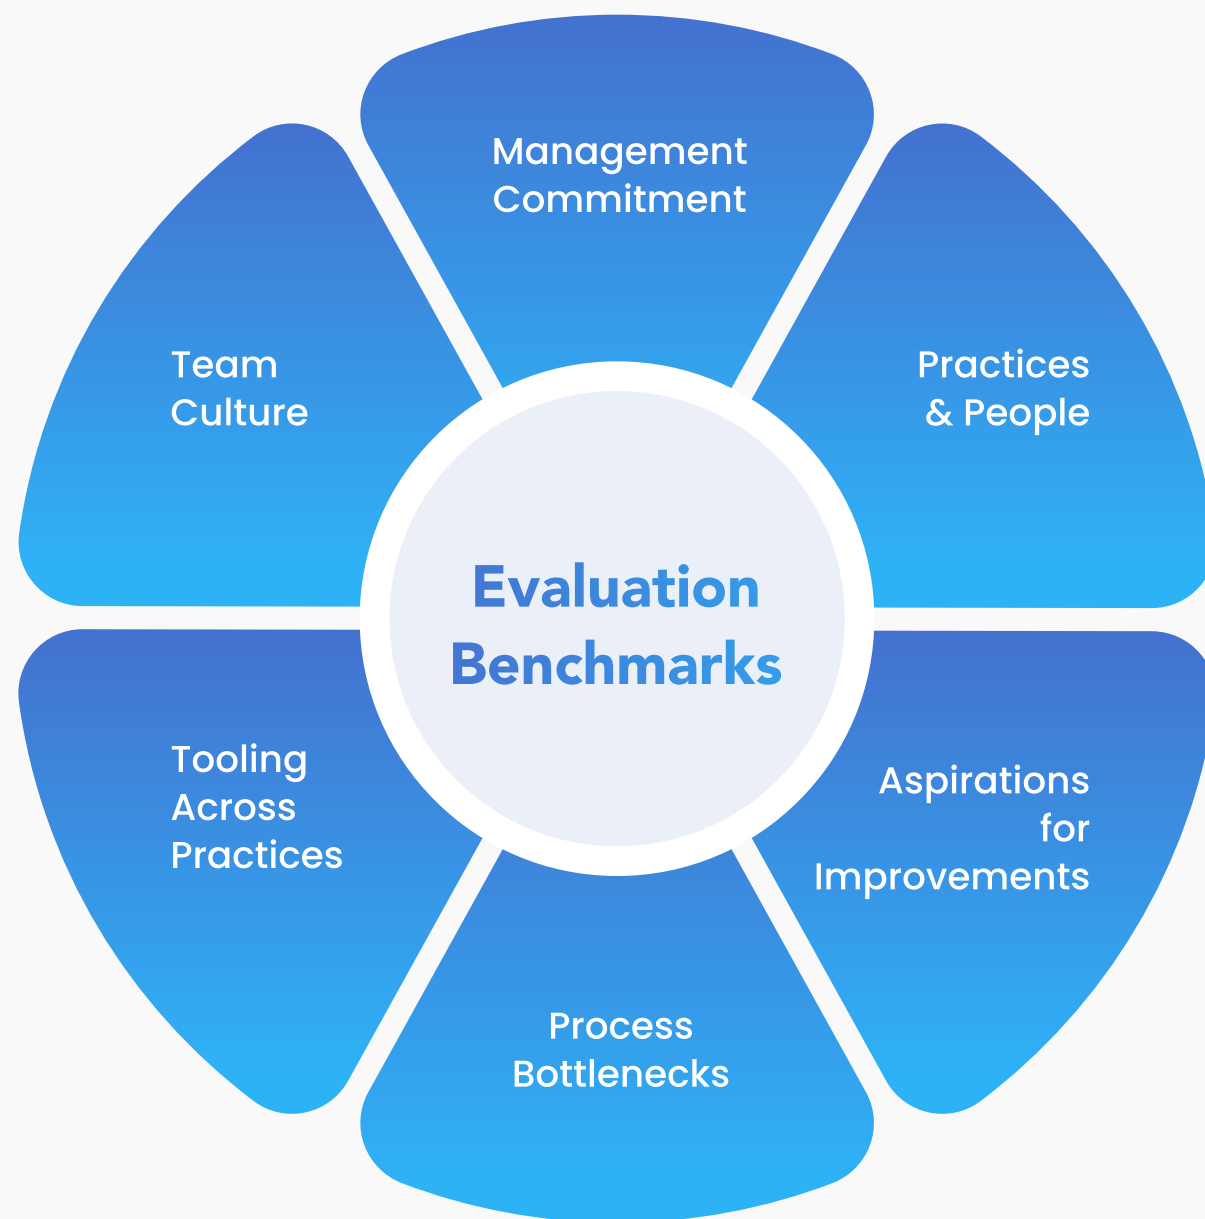 Management
Commitment
Team
Culture
Practices
& People
Evaluation
Benchmarks
Tooling
Across
Practices
Aspirations
for
Improvements
Process
Bottlenecks